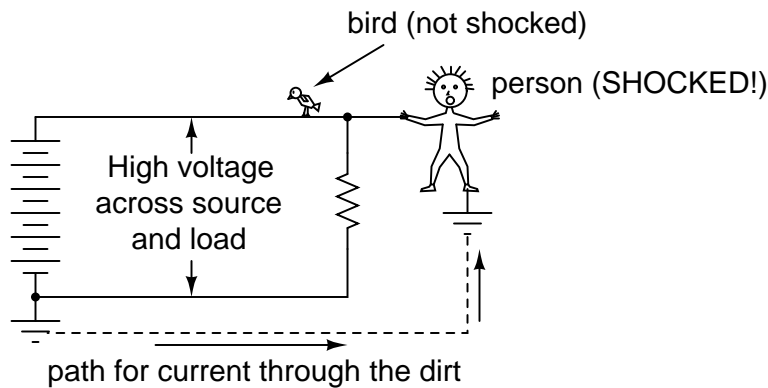 bird (not shocked)
person (SHOCKED!)
High voltage
across source
and load
path for current through the dirt